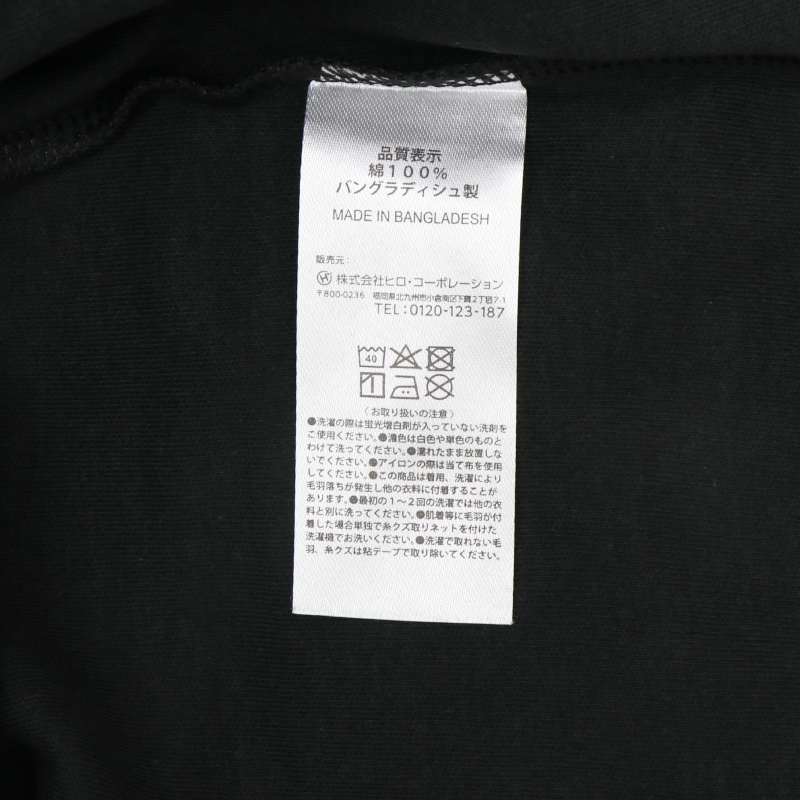 品質表示
綿100%
バングラディシュ製
MADE IN BANGLADESH
販売元:
株式会社ヒロ・コーポレーション
〒800-0236 福岡県北九州市小倉南区下貫2丁目7-1
TEL:0120-123-187
40
〈お取り扱いの注意〉
●洗濯の際は蛍光増白剤が入っていない洗剤を
ご使用ください。●濃色は白色や単色のものと
わけて洗ってください。●濡れたまま放置しな
いでください。●アイロンの際は当て布を使用
してください。●この商品は着用、洗濯により
毛羽落ちが発生し他の衣料に付着することが
あります。●最初の1~2回の洗濯では他の衣
料と別に洗ってください。●肌着等に毛羽が付
着した場合単独で糸クズ取りネットを付けた
洗濯機でお洗いください。●洗濯で取れない毛
羽、糸クズは粘テープで取り除いてください。